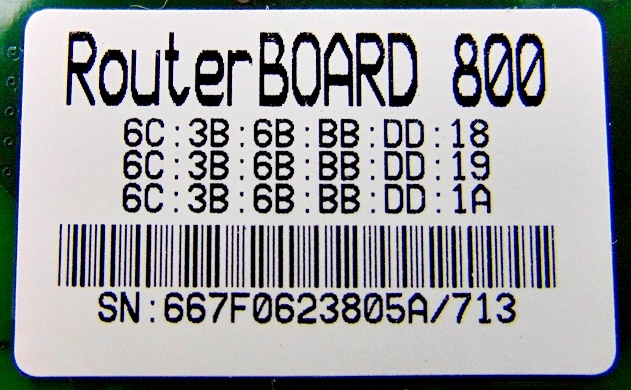 RouterBOARD 800
6C:3B:6B:BB:DD:18
6C:3B:6B:BB:DD:19
6C:3B:6B:BB:DD:1A
SN:667F0623805A/713